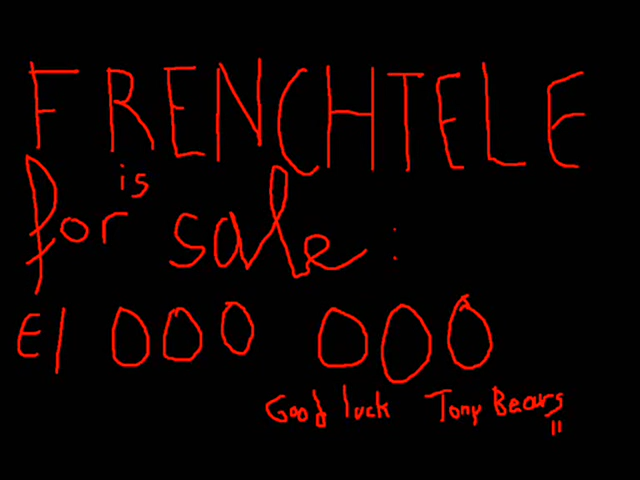 FRENCHTELE
is
for sale:
€1 000 000
Good luck Tony Bears
"